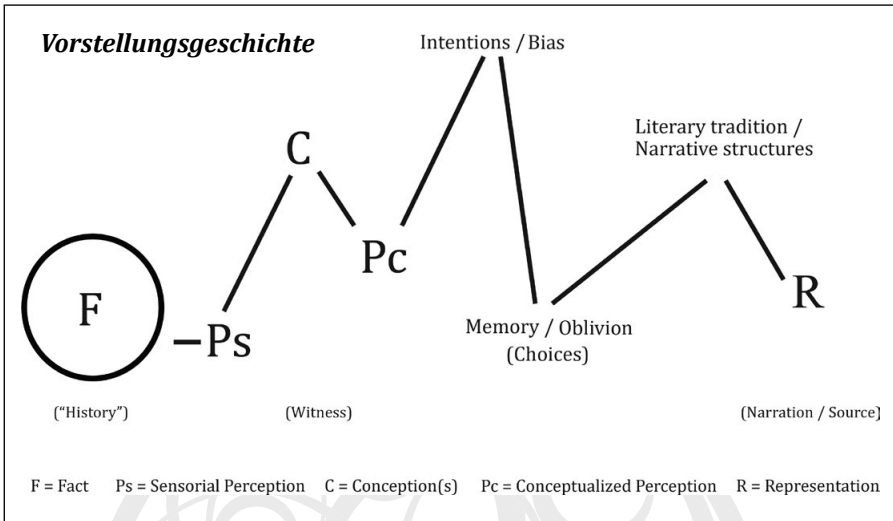 Vorstellungsgeschichte
Intentions / Bias
Literary tradition /
Narrative structures
C
Pc
F
Ps
R
Memory / Oblivion
(Choices)
("History")
(Witness)
(Narration / Source)
F = Fact Ps = Sensorial Perception C = Conception(s) Pc = Conceptualized Perception R = Representation